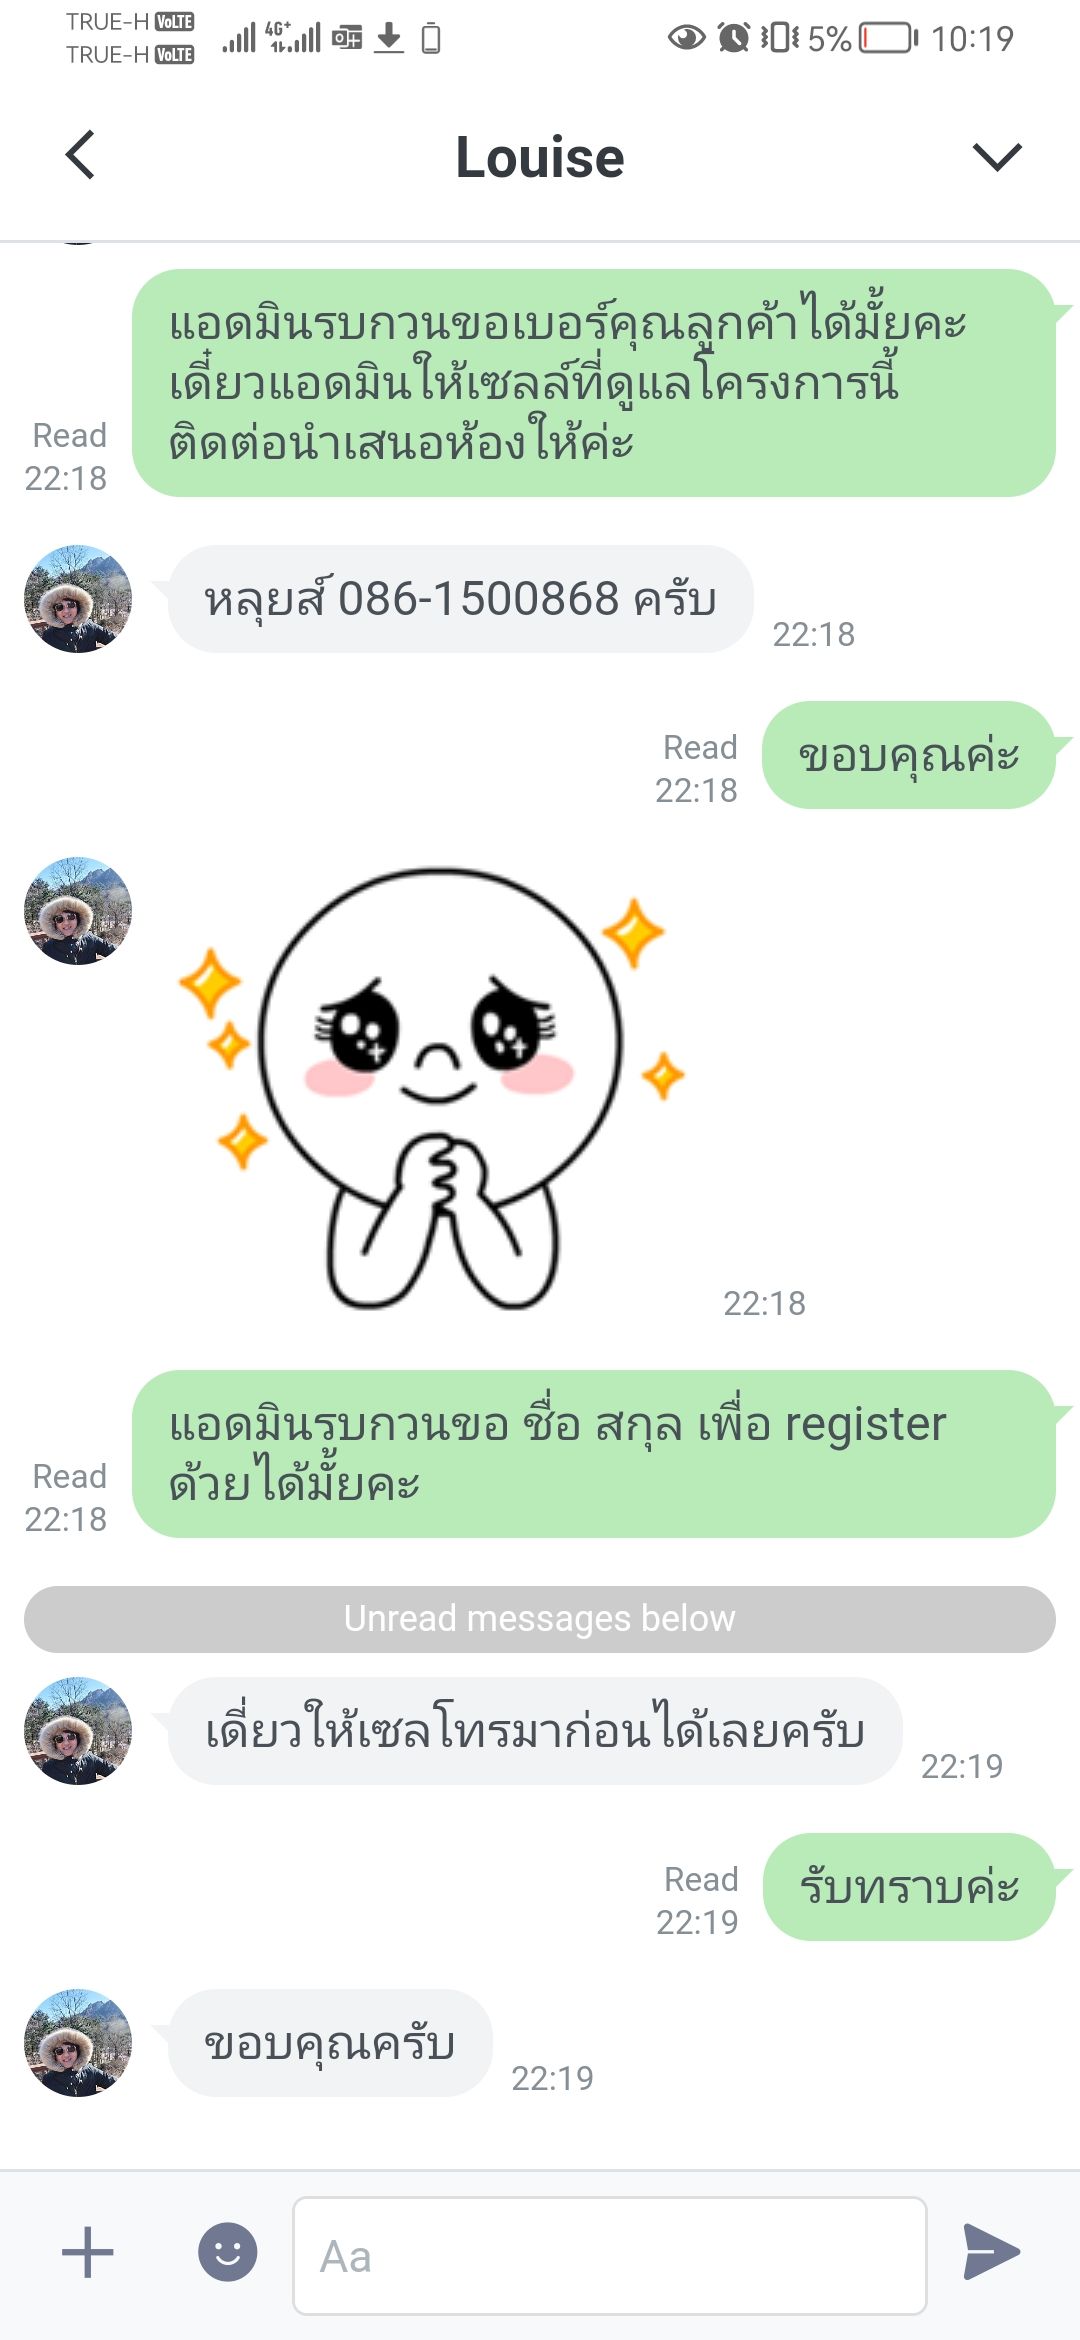 TRUE-H VoLTE
TRUE-H VoLTE
4G+
5%
10:19
Louise
แอดมินรบกวนขอเบอร์คุณลูกค้าได้มั้ยคะ
เดี๋ยวแอดมินให้เซลล์ที่ดูแลโครงการนี้
ติดต่อนำเสนอห้องให้ค่ะ
Read
22:18
หลุยส์ 086-1500868 ครับ
22:18
ขอบคุณค่ะ
Read
22:18
22:18
แอดมินรบกวนขอ ชื่อ สกุล เพื่อ register
ด้วยได้มั้ยคะ
Read
22:18
Unread messages below
เดี่ยวให้เซลโทรมาก่อนได้เลยครับ
22:19
รับทราบค่ะ
Read
22:19
ขอบคุณครับ
22:19
Aa